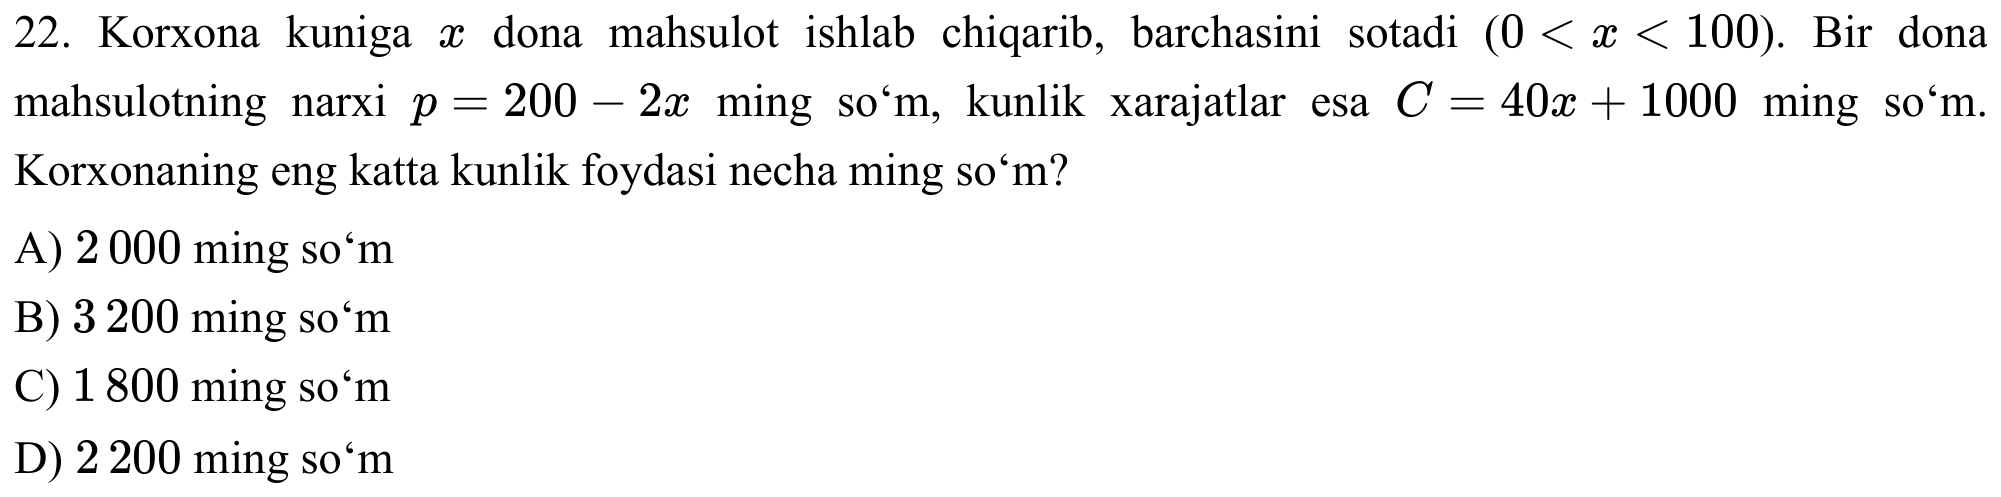 22. Korxona kuniga x dona mahsulot ishlab chiqarib, barchasini sotadi (0 < x < 100). Bir dona
mahsulotning narxi p = 200 − 2x ming so‘m, kunlik xarajatlar esa C = 40x + 1000 ming so‘m.
Korxonaning eng katta kunlik foydasi necha ming so‘m?
A) 2 000 ming so‘m
B) 3 200 ming so‘m
C) 1 800 ming so‘m
D) 2 200 ming so‘m